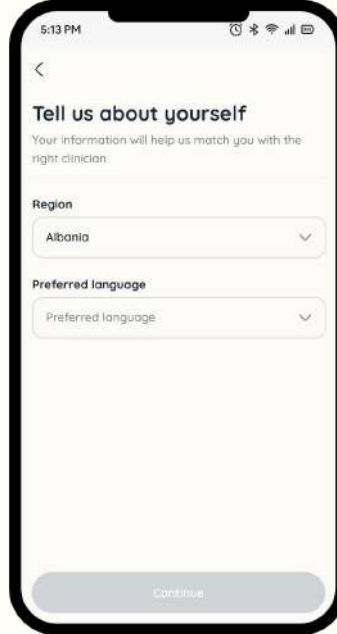 5:13 PM
Tell us about yourself
Your information will help us match you with the
right clinician
Region
Albania
Preferred language
Preferred language
Continue